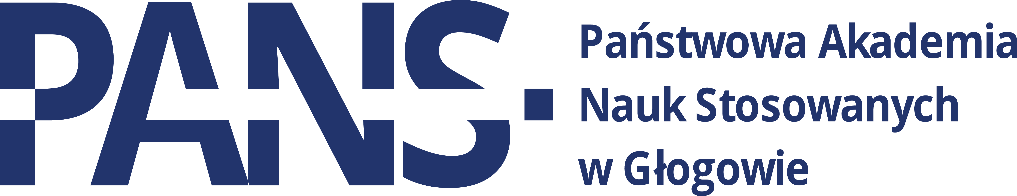 PANS
Państwowa Akademia
Nauk Stosowanych
w Głogowie